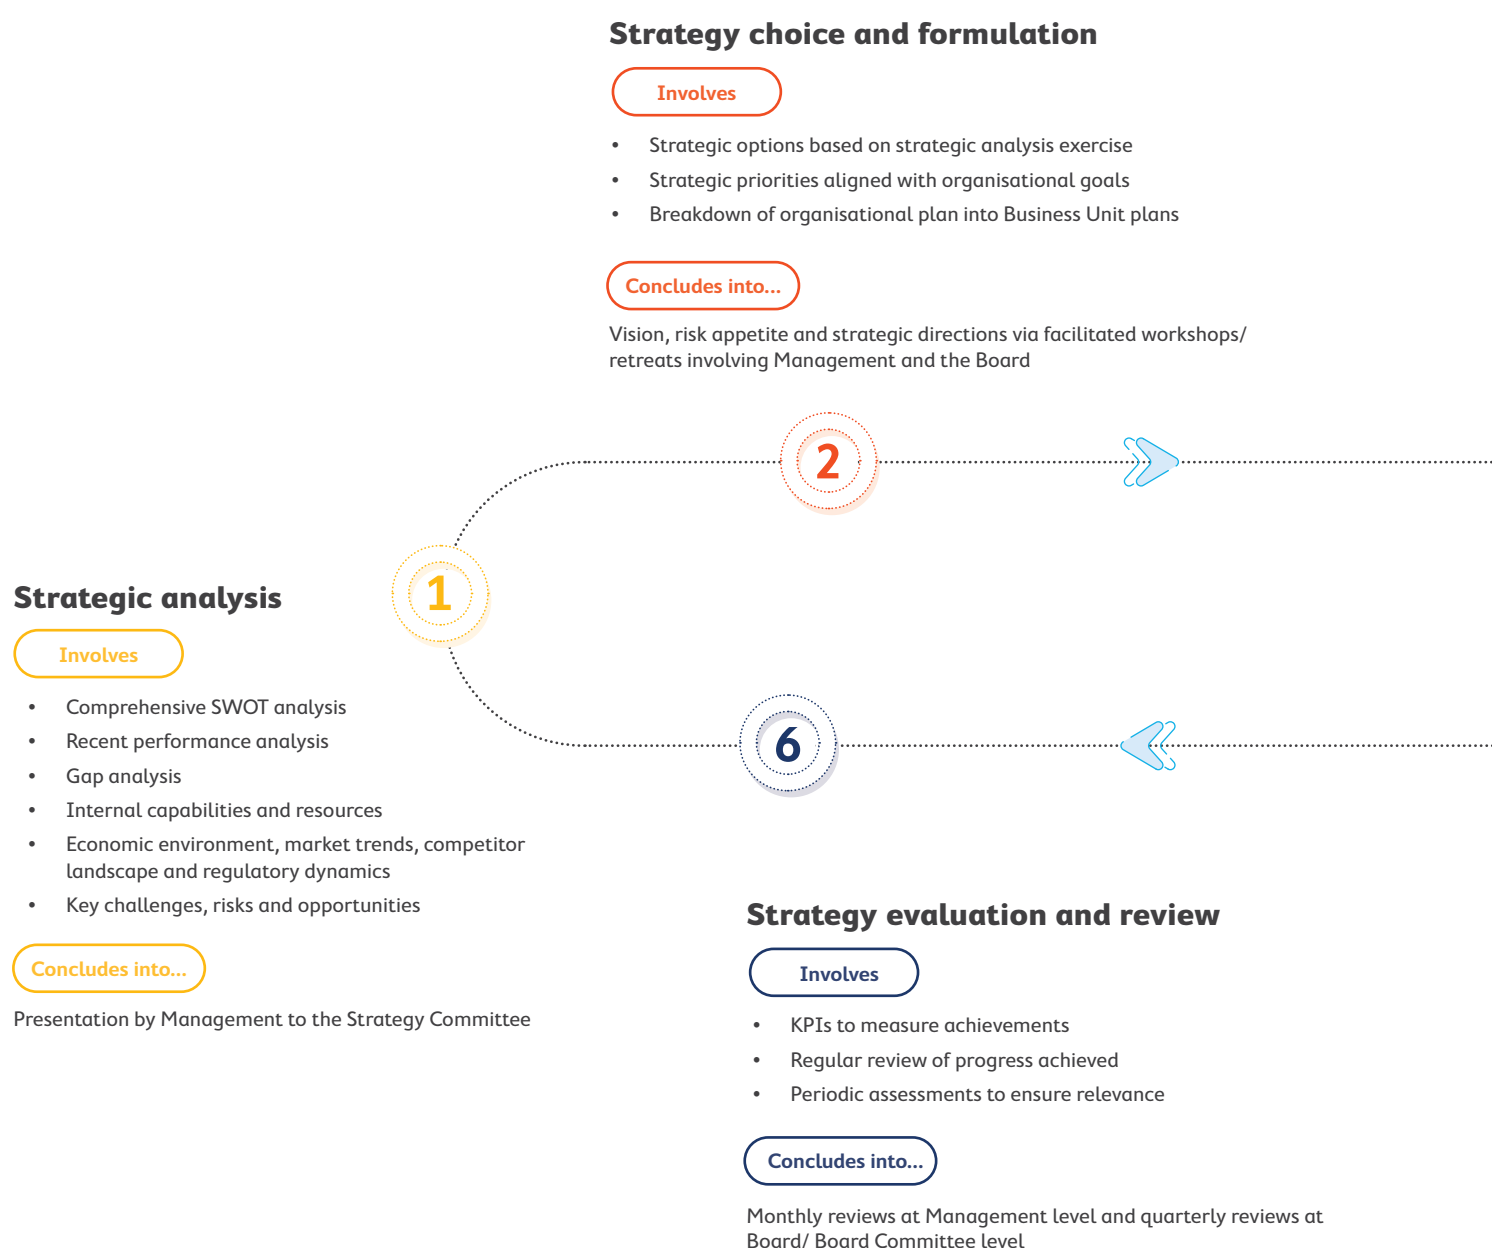 Strategy choice and formulation
Involves
• Strategic options based on strategic analysis exercise
• Strategic priorities aligned with organisational goals
• Breakdown of organisational plan into Business Unit plans
Concludes into...
Vision, risk appetite and strategic directions via facilitated workshops/
retreats involving Management and the Board
2
1
Strategic analysis
Involves
• Comprehensive SWOT analysis
• Recent performance analysis
• Gap analysis
• Internal capabilities and resources
• Economic environment, market trends, competitor
landscape and regulatory dynamics
• Key challenges, risks and opportunities
Concludes into...
Presentation by Management to the Strategy Committee
6
Strategy evaluation and review
Involves
• KPIs to measure achievements
• Regular review of progress achieved
• Periodic assessments to ensure relevance
Concludes into...
Monthly reviews at Management level and quarterly reviews at
Board/ Board Committee level